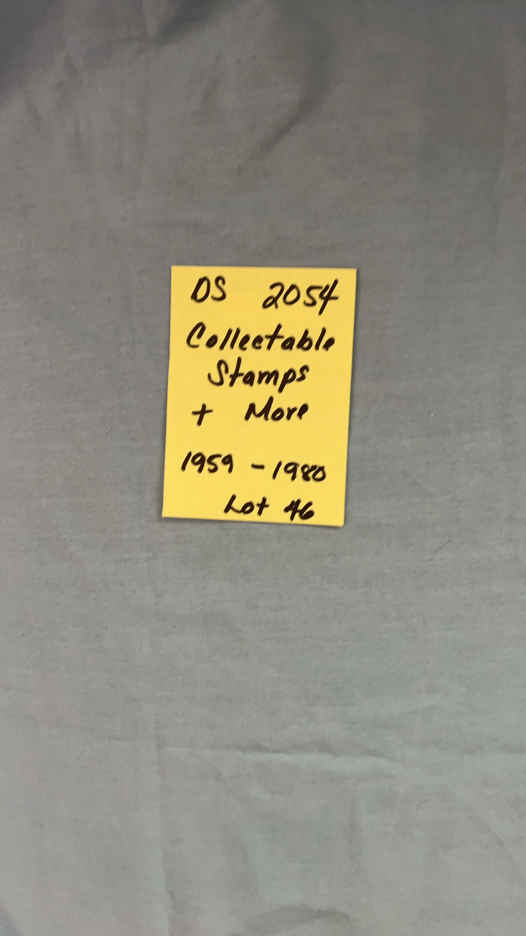 DS 2054
Collectable
Stamps
+ More
1959 - 1980
Lot 46